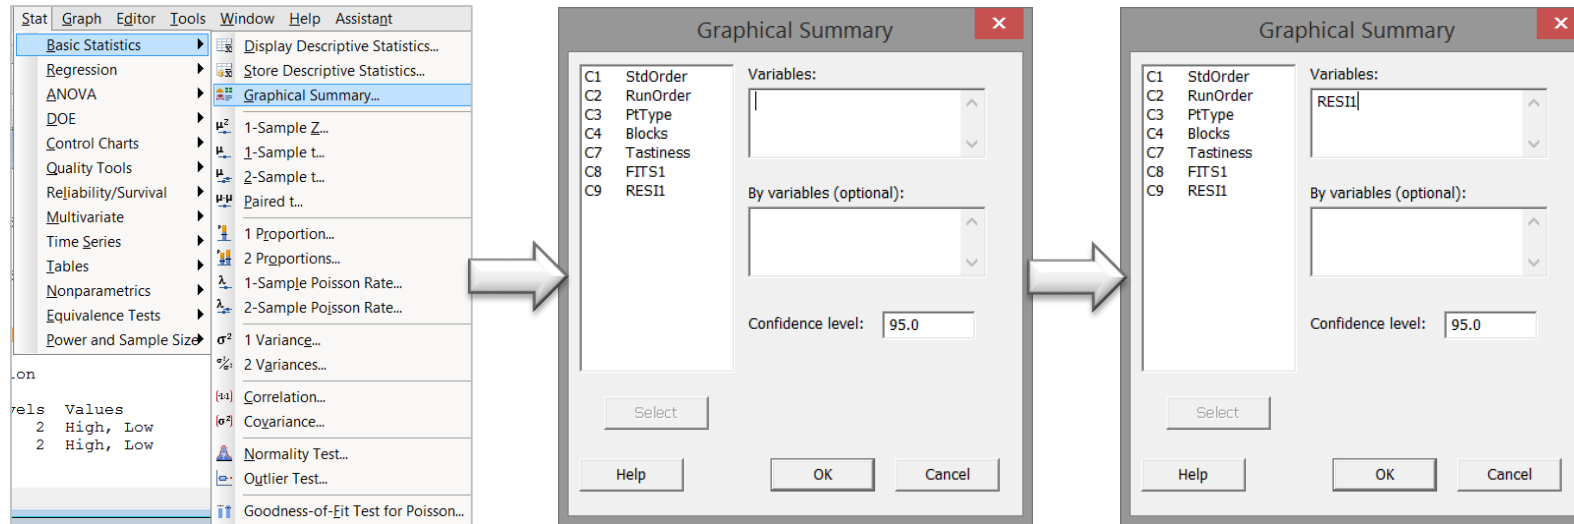 Stat Graph Editor Tools Window Help Assistant
Basic Statistics
Regression
ANOVA
DOE
Control Charts
Quality Tools
Reliability/Survival
Multivariate
Time Series
Tables
Nonparametrics
Equivalence Tests
Power and Sample Size
.on
Values
2 High, Low
2 High, Low
Display Descriptive Statistics...
Store Descriptive Statistics...
Graphical Summary...
µZ 1-Sample Z...
µ 1-Sample t...
µ 2-Sample t...
µ·µ Paired t...
1 Proportion...
2 Proportions...
λ 1-Sample Poisson Rate...
λ 2-Sample Poisson Rate...
σ² 1 Variance...
2 Variances...
Correlation...
(σ²) Covariance...
Normality Test...
Outlier Test...
Goodness-of-Fit Test for Poisson...
Graphical Summary
C1 StdOrder
C2 RunOrder
C3 PtType
C4 Blocks
C7 Tastiness
C8 FITS1
C9 RESI1
Variables:
By variables (optional):
Confidence level: 95.0
Select
Help OK Cancel
Graphical Summary
C1 StdOrder
C2 RunOrder
C3 PtType
C4 Blocks
C7 Tastiness
C8 FITS1
C9 RESI1
Variables:
RESI1
By variables (optional):
Confidence level: 95.0
Select
Help OK Cancel